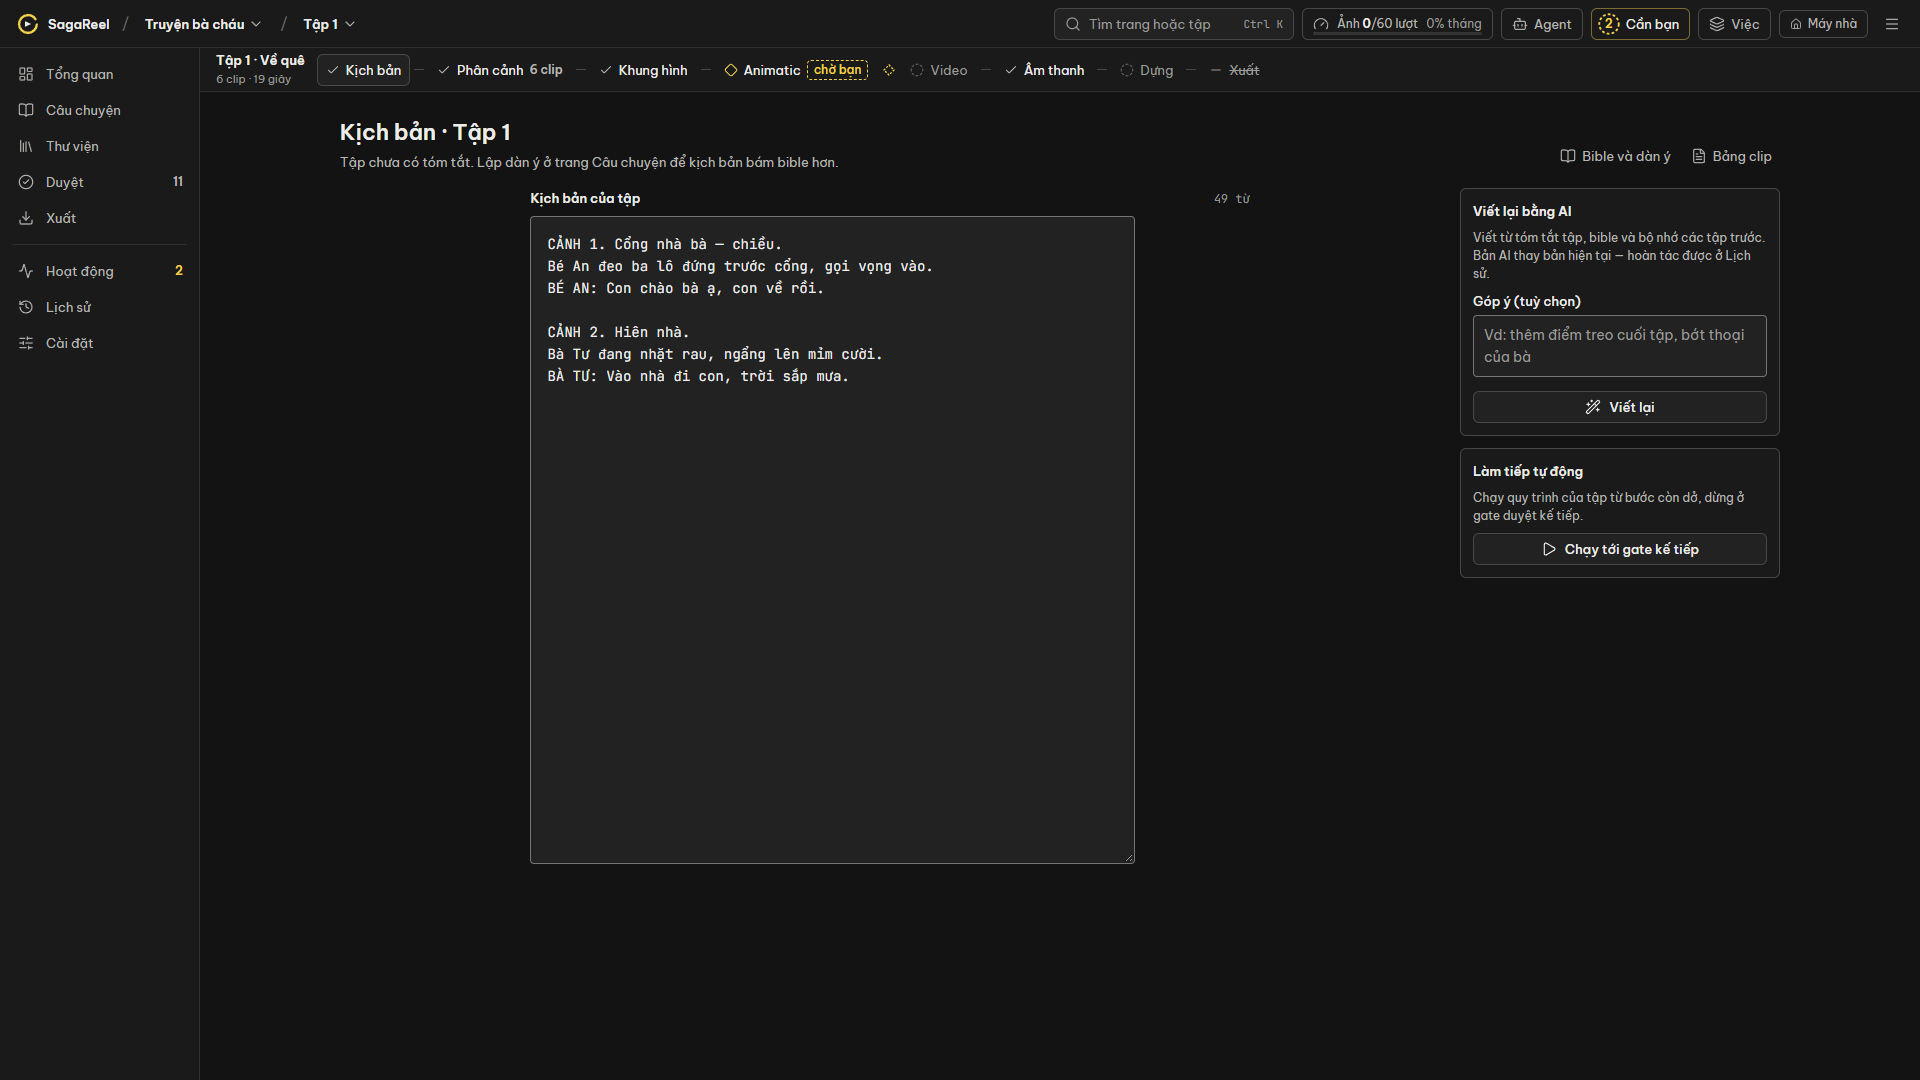 SagaReel / Truyện bà cháu / Tập 1
Tìm trang hoặc tập Ctrl K
Ảnh 0/60 lượt 0% tháng
Agent
2 Cần bạn
Việc
Máy nhà
Tổng quan
Câu chuyện
Thư viện
Duyệt 11
Xuất
Hoạt động 2
Lịch sử
Cài đặt
Tập 1 · Về quê
6 clip · 19 giây
Kịch bản
Phân cảnh 6 clip
Khung hình
Animatic chờ bạn
Video
Âm thanh
Dựng
Xuất
Kịch bản · Tập 1
Tập chưa có tóm tắt. Lập dàn ý ở trang Câu chuyện để kịch bản bám bible hơn.
Bible và dàn ý
Bảng clip
Kịch bản của tập
49 từ
CẢNH 1. Cổng nhà bà — chiều.
Bé An đeo ba lô đứng trước cổng, gọi vọng vào.
BÉ AN: Con chào bà ạ, con về rồi.
CẢNH 2. Hiên nhà.
Bà Tư đang nhặt rau, ngẩng lên mỉm cười.
BÀ TƯ: Vào nhà đi con, trời sắp mưa.
Viết lại bằng AI
Viết từ tóm tắt tập, bible và bộ nhớ các tập trước.
Bản AI thay bản hiện tại — hoàn tác được ở Lịch
sử.
Góp ý (tuỳ chọn)
Vd: thêm điểm treo cuối tập, bớt thoại
của bà
Viết lại
Làm tiếp tự động
Chạy quy trình của tập từ bước còn dở, dừng ở
gate duyệt kế tiếp.
Chạy tới gate kế tiếp